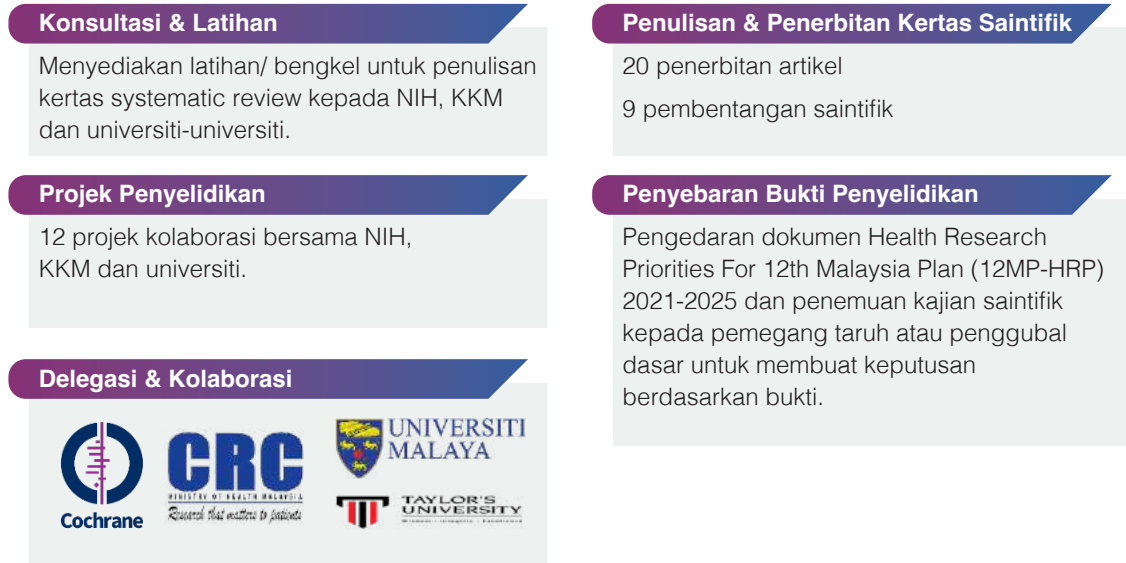 Konsultasi & Latihan
Menyediakan latihan/ bengkel untuk penulisan
kertas systematic review kepada NIH, KKM
dan universiti-universiti.
Projek Penyelidikan
12 projek kolaborasi bersama NIH,
KKM dan universiti.
Delegasi & Kolaborasi
Cochrane
CRC
MINISTRY OF HEALTH MALAYSIA
Research that matters to patients
UNIVERSITI
MALAYA
TAYLOR'S
UNIVERSITY
Penulisan & Penerbitan Kertas Saintifik
20 penerbitan artikel
9 pembentangan saintifik
Penyebaran Bukti Penyelidikan
Pengedaran dokumen Health Research
Priorities For 12th Malaysia Plan (12MP-HRP)
2021-2025 dan penemuan kajian saintifik
kepada pemegang taruh atau penggubal
dasar untuk membuat keputusan
berdasarkan bukti.